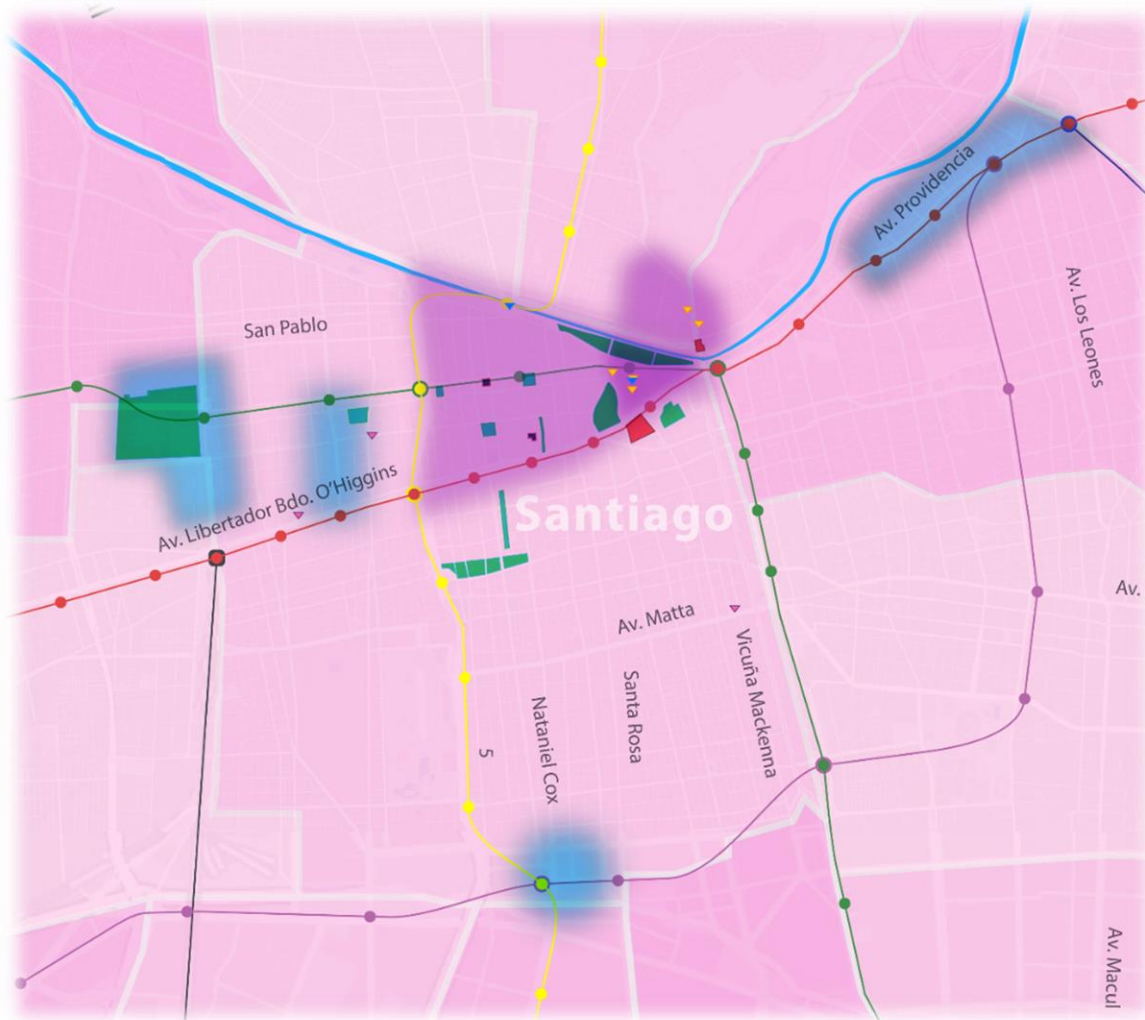 Av. Providencia
Av. Los Leones
San Pablo
Av. Libertador Bdo. O'Higgins
Santiago
Av.
Av. Matta
Vicuña Mackenna
Santa Rosa
Nataniel Cox
5
Av. Macul